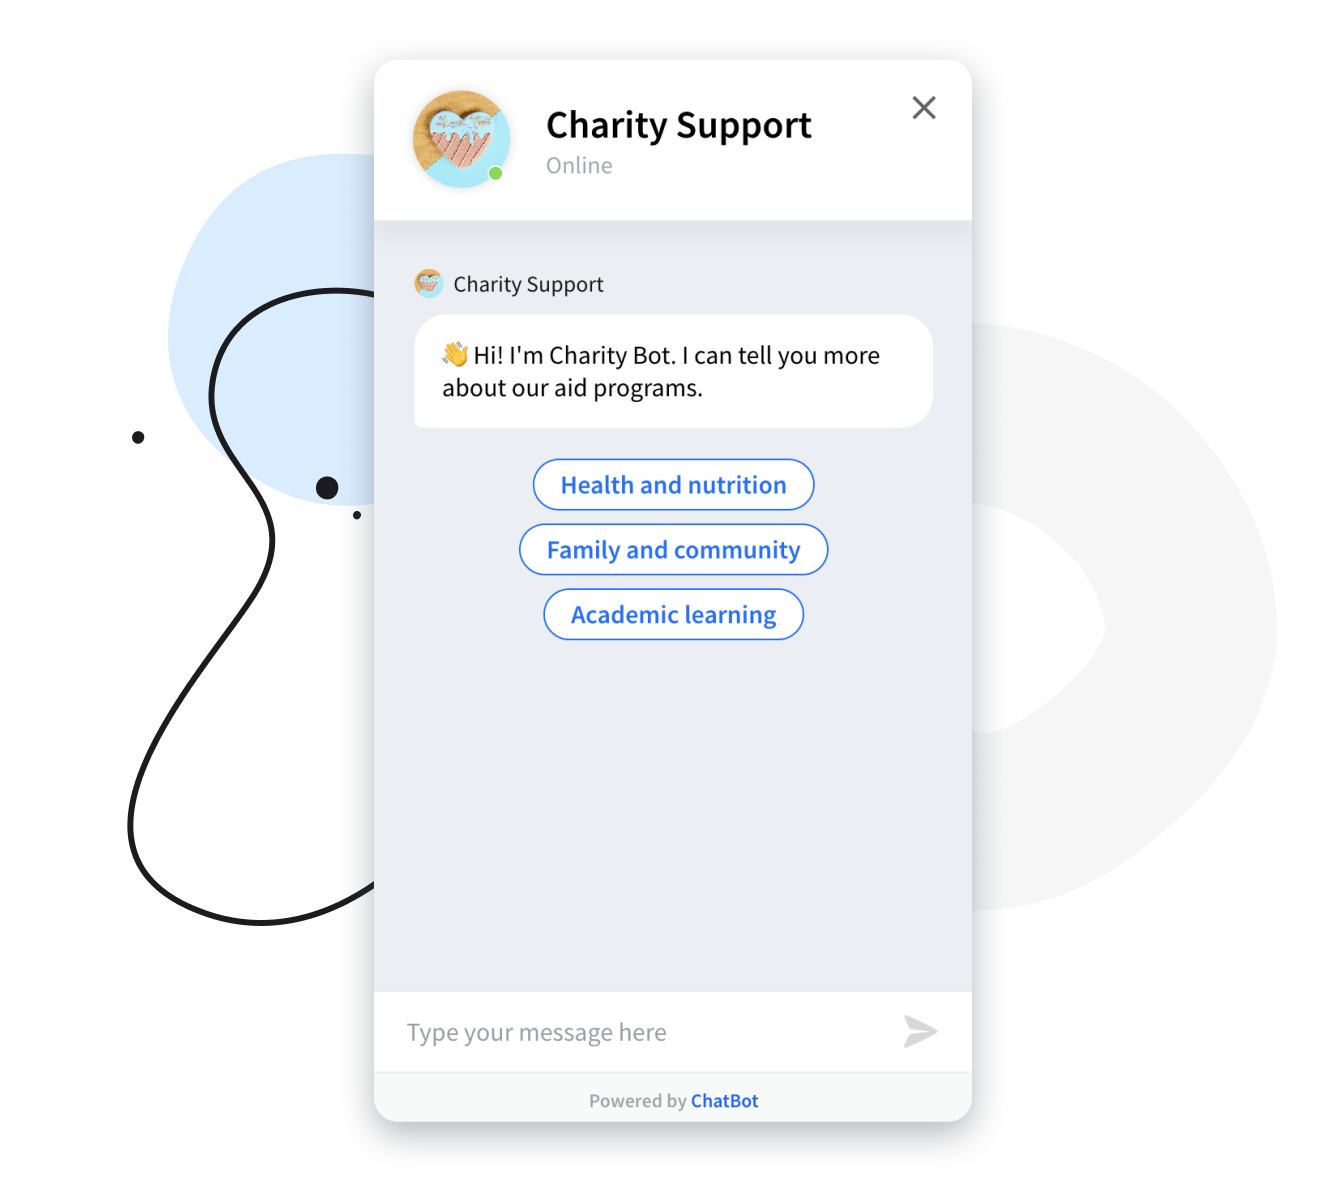 Charity Support
Online
Charity Support
👋 Hi! I'm Charity Bot. I can tell you more
about our aid programs.
Health and nutrition
Family and community
Academic learning
Type your message here
Powered by ChatBot